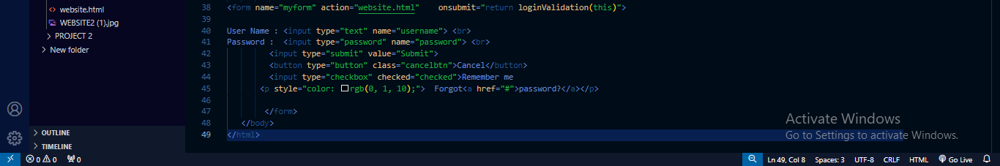 website.html
WEBSITE2 (1).jpg
PROJECT 2
New folder
OUTLINE
TIMELINE
38 <form name="myform" action="website.html" onsubmit="return loginValidation(this)">
39
40 User Name : <input type="text" name="username"> <br>
41 Password : <input type="password" name="password"> <br>
42 <input type="submit" value="Submit">
43 <button type="button" class="cancelbtn">Cancel</button>
44 <input type="checkbox" checked="checked">Remember me
45 <p style="color: rgb(0, 1, 10);"> Forgot<a href="#">password?</a></p>
46
47 </form>
48 </body>
49 </html>
Activate Windows
Go to Settings to activate Windows.
0 0 0 Ln 49, Col 8 Spaces: 3 UTF-8 CRLF HTML Go Live